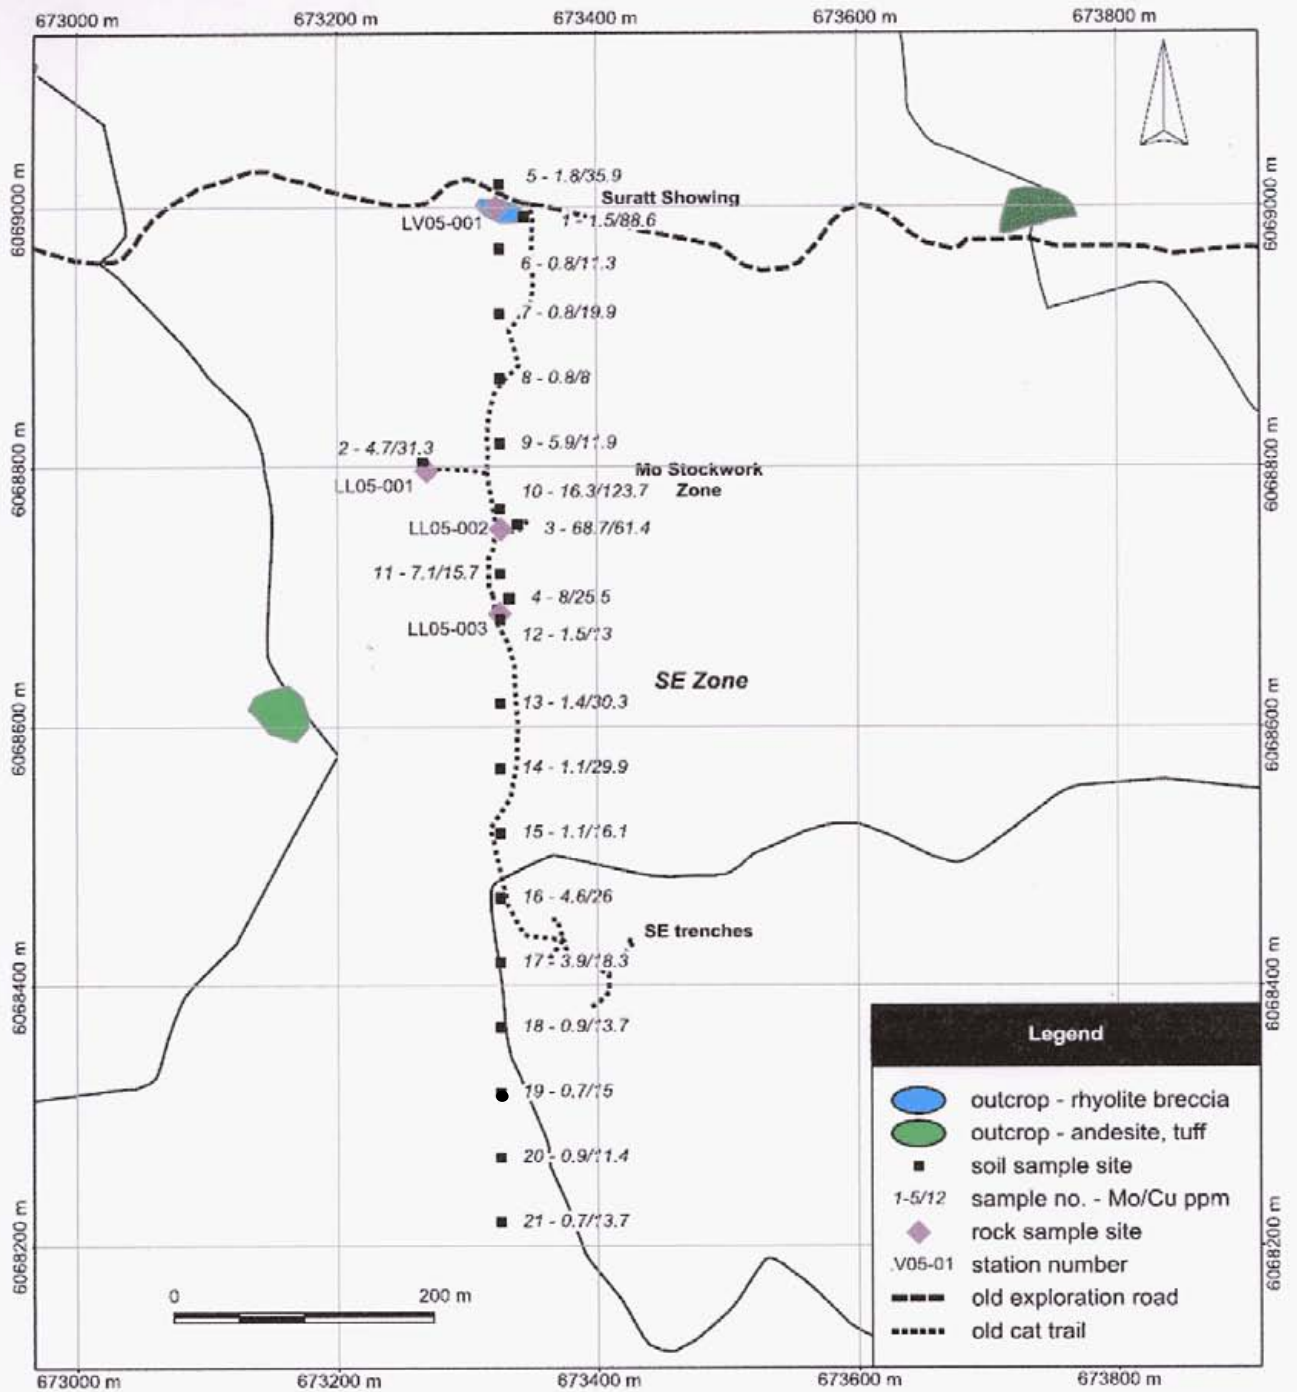 673000 m
673200 m
673400 m
673600 m
673800 m
6069000 m
6069000 m
5 - 1.8/35.9
Suratt Showing
LV05-001
1 - 1.5/88.6
6 - 0.8/11.3
7 - 0.8/19.9
8 - 0.8/8
9 - 5.9/11.9
2 - 4.7/31.3
6068800 m
6068800 m
Mo Stockwork
Zone
LL05-001
10 - 16.3/123.7
LL05-002
3 - 68.7/61.4
11 - 7.1/15.7
4 - 8/25.5
LL05-003
12 - 1.5/13
SE Zone
13 - 1.4/30.3
6068600 m
6068600 m
14 - 1.1/29.9
15 - 1.1/16.1
16 - 4.6/26
SE trenches
17 - 3.9/18.3
6068400 m
6068400 m
18 - 0.9/13.7
19 - 0.7/15
20 - 0.9/11.4
21 - 0.7/13.7
6068200 m
6068200 m
0
200 m
Legend
outcrop - rhyolite breccia
outcrop - andesite, tuff
soil sample site
1-5/12 sample no. - Mo/Cu ppm
rock sample site
.V05-01 station number
old exploration road
old cat trail
673000 m
673200 m
673400 m
673600 m
673800 m